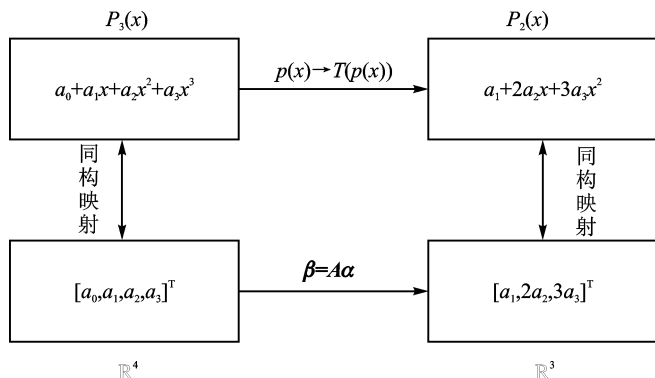 P₃(x)
P₂(x)
a₀+a₁x+a₂x²+a₃x³
p(x)→T(p(x))
a₁+2a₂x+3a₃x²
同构映射
同构映射
[a₀,a₁,a₂,a₃]ᵀ
β=Aα
[a₁,2a₂,3a₃]ᵀ
ℝ⁴
ℝ³